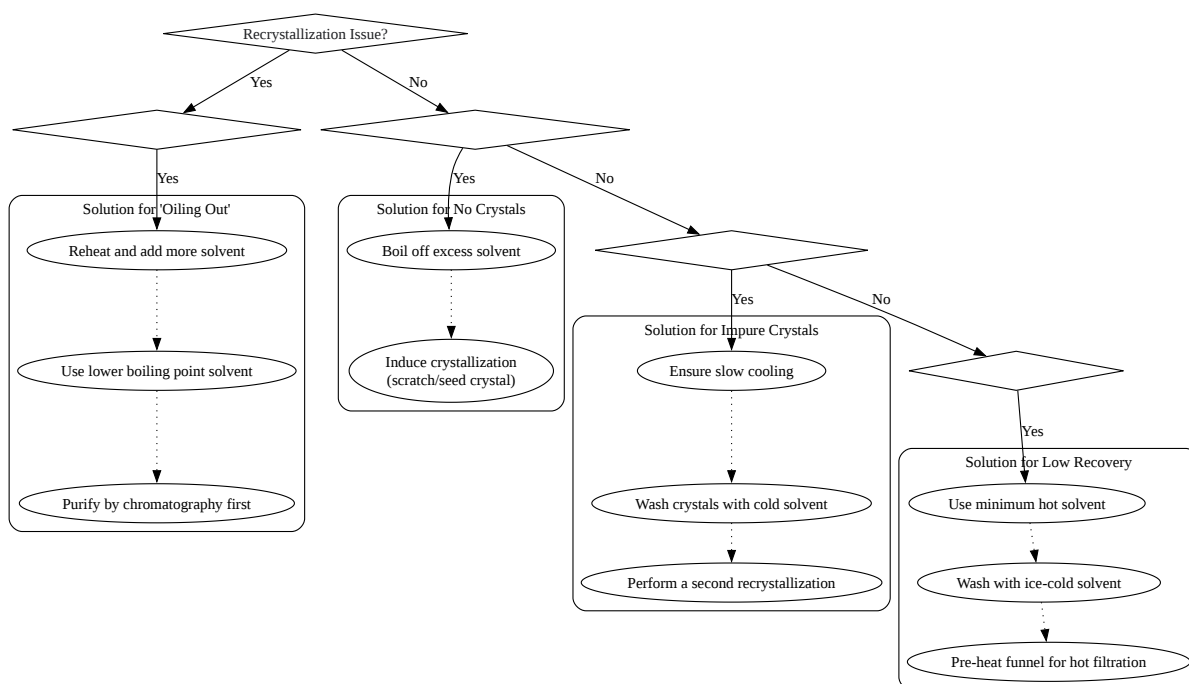 Recrystallization Issue?
Yes
No
Yes
Yes
No
Solution for 'Oiling Out'
Solution for No Crystals
Reheat and add more solvent
Boil off excess solvent
Yes
No
Solution for Impure Crystals
Use lower boiling point solvent
Induce crystallization
(scratch/seed crystal)
Ensure slow cooling
Yes
Solution for Low Recovery
Purify by chromatography first
Wash crystals with cold solvent
Use minimum hot solvent
Perform a second recrystallization
Wash with ice-cold solvent
Pre-heat funnel for hot filtration